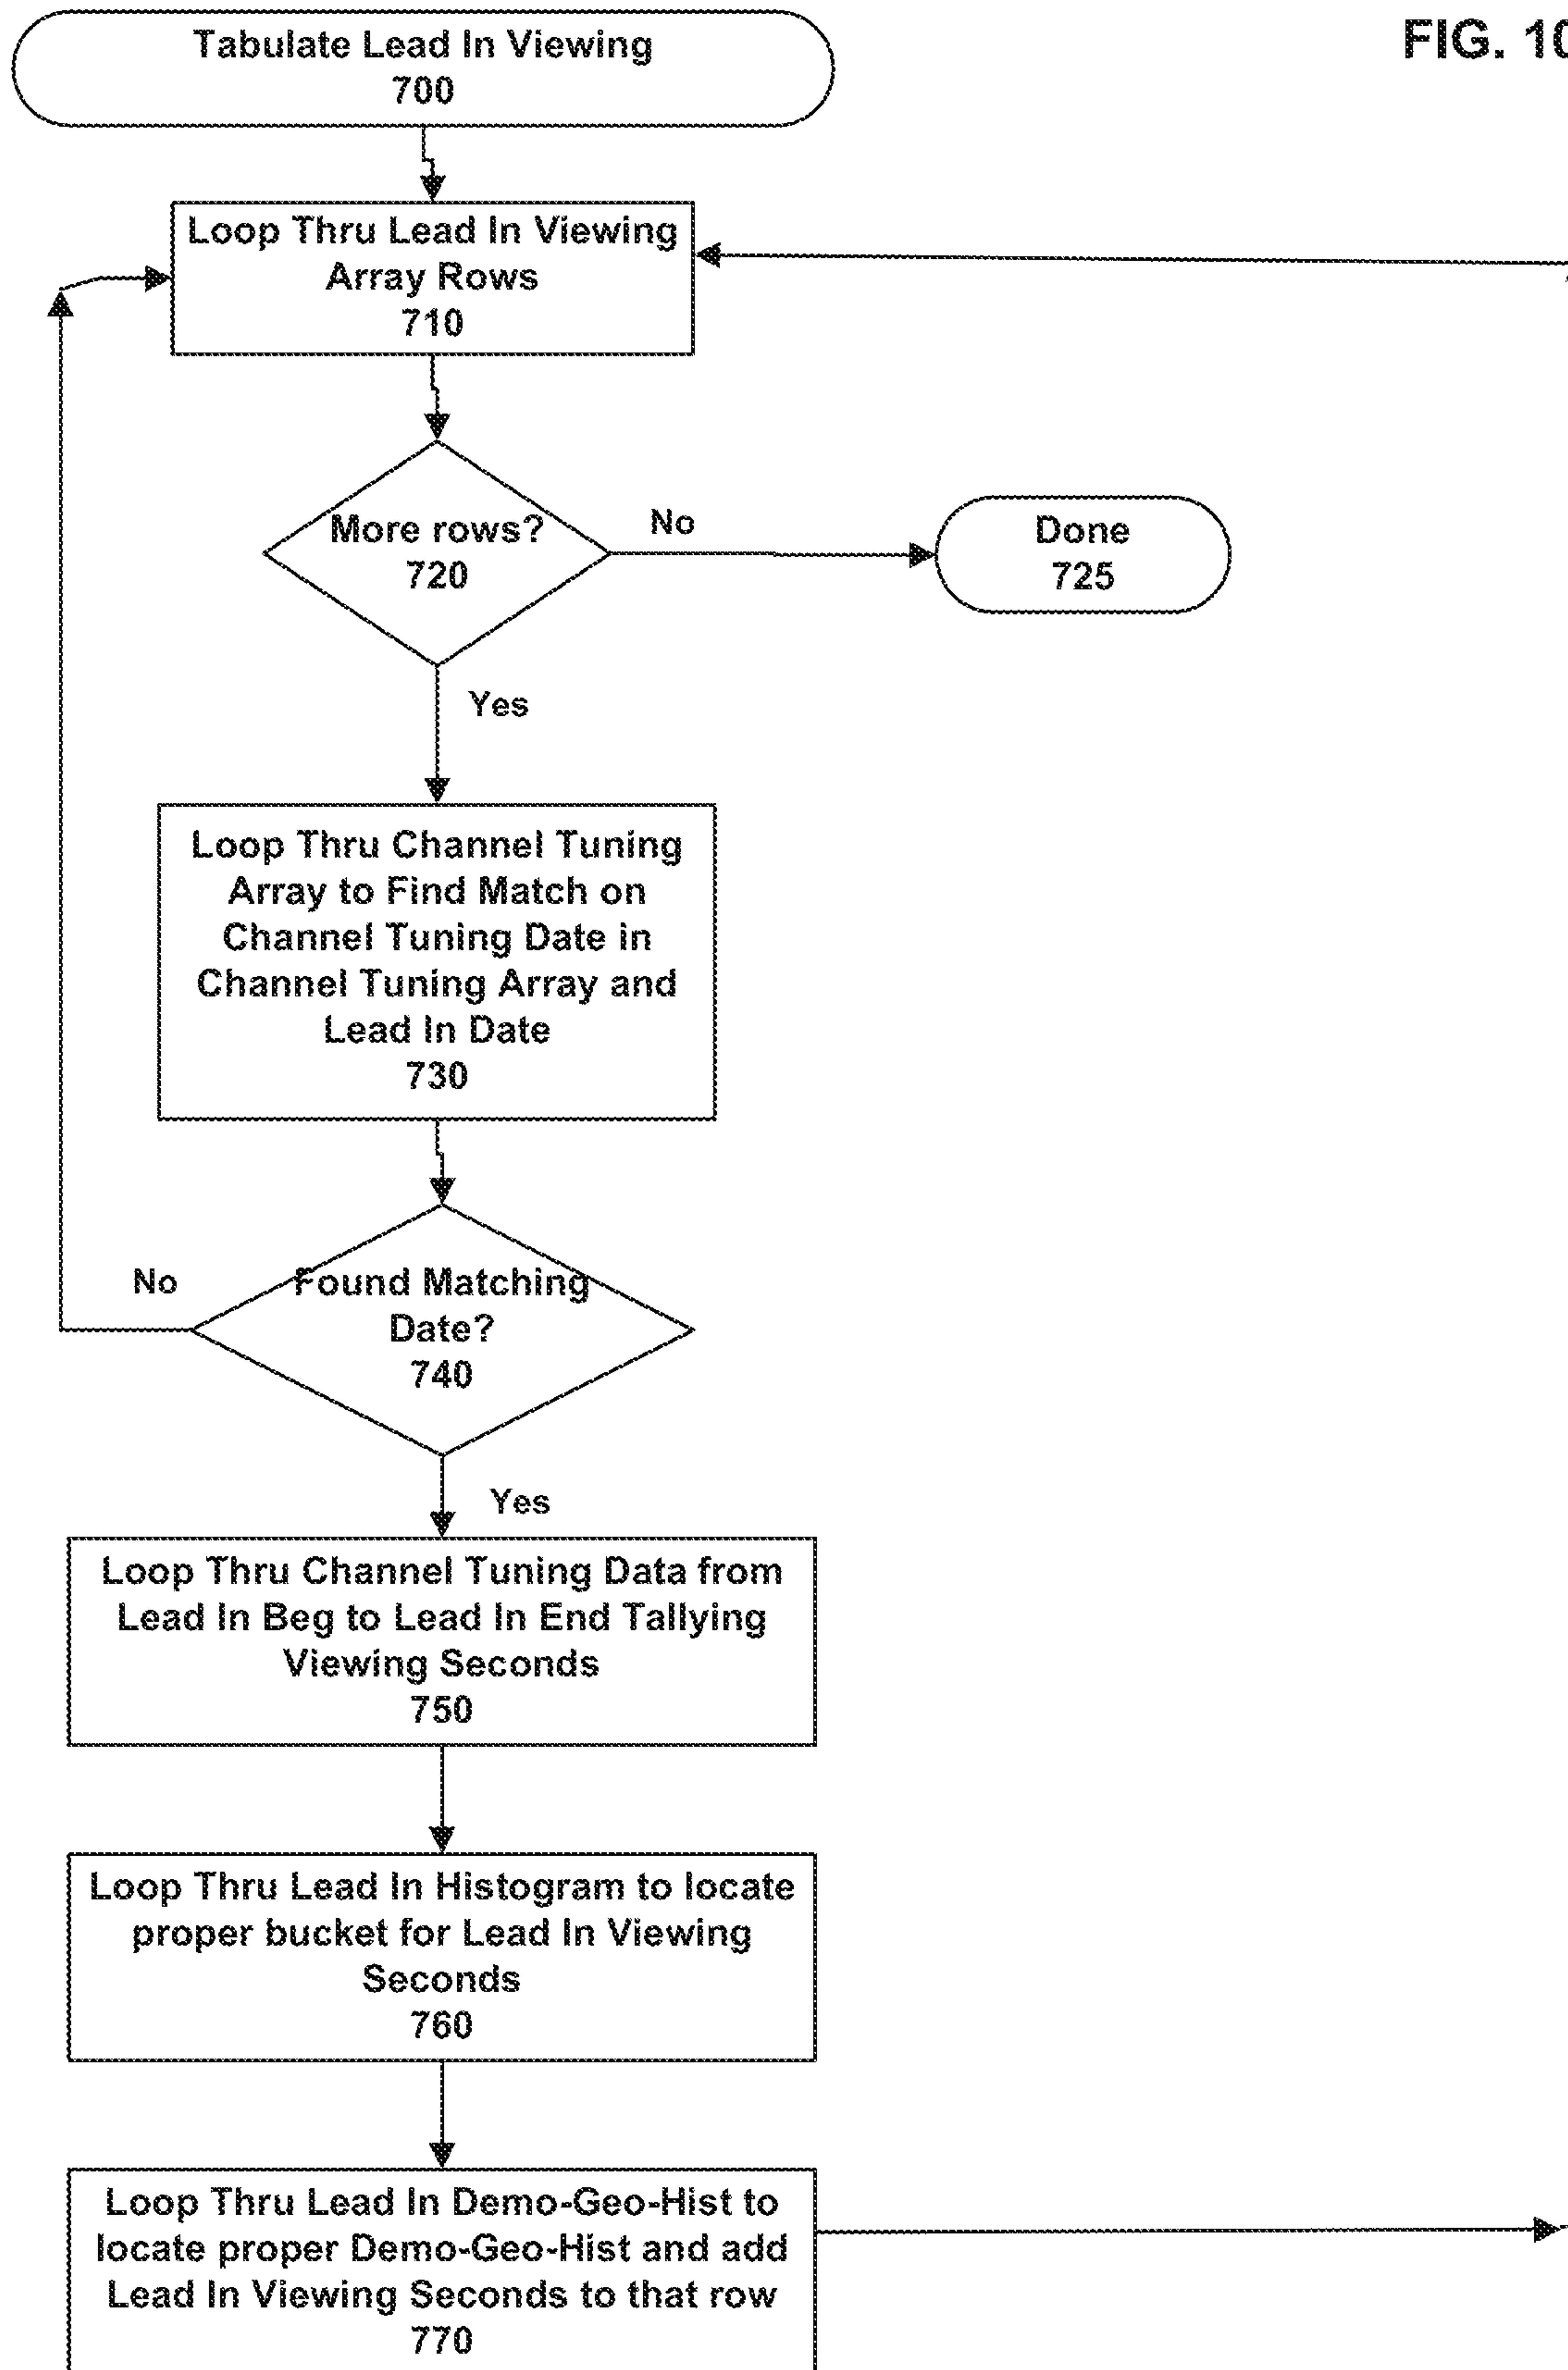 FIG. 10
Tabulate Lead In Viewing
700
Loop Thru Lead In Viewing
Array Rows
710
More rows?
720
No
Done
725
Yes
Loop Thru Channel Tuning
Array to Find Match on
Channel Tuning Date in
Channel Tuning Array and
Lead In Date
730
No
Found Matching
Date?
740
Yes
Loop Thru Channel Tuning Data from
Lead In Beg to Lead In End Tallying
Viewing Seconds
750
Loop Thru Lead In Histogram to locate
proper bucket for Lead In Viewing
Seconds
760
Loop Thru Lead In Demo-Geo-Hist to
locate proper Demo-Geo-Hist and add
Lead In Viewing Seconds to that row
770